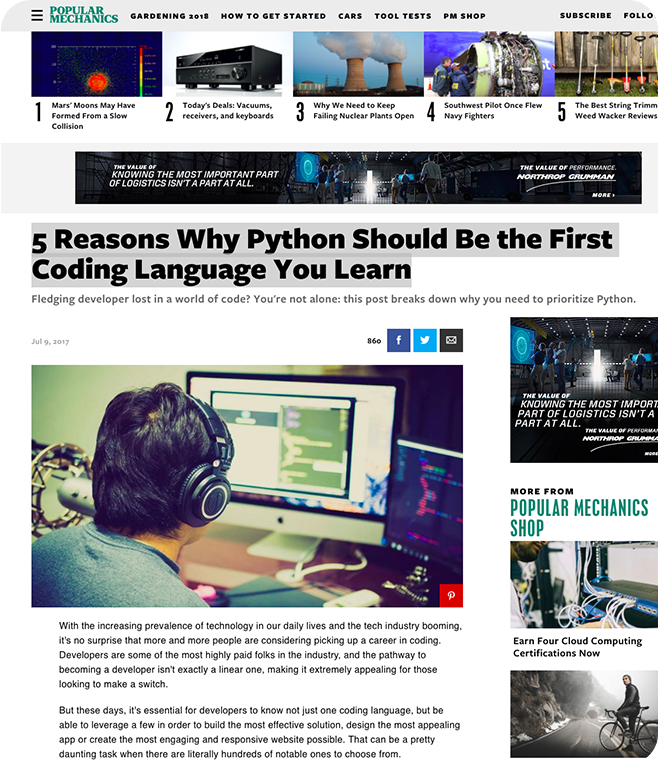 POPULAR
MECHANICS
GARDENING 2018 HOW TO GET STARTED CARS TOOL TESTS PM SHOP SUBSCRIBE FOLLO
1 Mars' Moons May Have
Formed From a Slow
Collision
2 Today's Deals: Vacuums,
receivers, and keyboards
3 Why We Need to Keep
Failing Nuclear Plants Open
4 Southwest Pilot Once Flew
Navy Fighters
5 The Best String Trimm
Weed Wacker Reviews
THE VALUE OF
KNOWING THE MOST IMPORTANT PART
OF LOGISTICS ISN'T A PART AT ALL.
THE VALUE OF PERFORMANCE.
NORTHROP GRUMMAN
MORE ›
5 Reasons Why Python Should Be the First
Coding Language You Learn
Fledging developer lost in a world of code? You're not alone: this post breaks down why you need to prioritize Python.
Jul 9, 2017
860
With the increasing prevalence of technology in our daily lives and the tech industry booming,
it's no surprise that more and more people are considering picking up a career in coding.
Developers are some of the most highly paid folks in the industry, and the pathway to
becoming a developer isn't exactly a linear one, making it extremely appealing for those
looking to make a switch.
But these days, it's essential for developers to know not just one coding language, but be
able to leverage a few in order to build the most effective solution, design the most appealing
app or create the most engaging and responsive website possible. That can be a pretty
daunting task when there are literally hundreds of notable ones to choose from.
THE VALUE OF
KNOWING THE MOST IMPORT
PART OF LOGISTICS ISN'T A
PART AT ALL.
THE VALUE OF PERFORMAN
NORTHROP GRUMMA
MORE
MORE FROM
POPULAR MECHANICS
SHOP
Earn Four Cloud Computing
Certifications Now